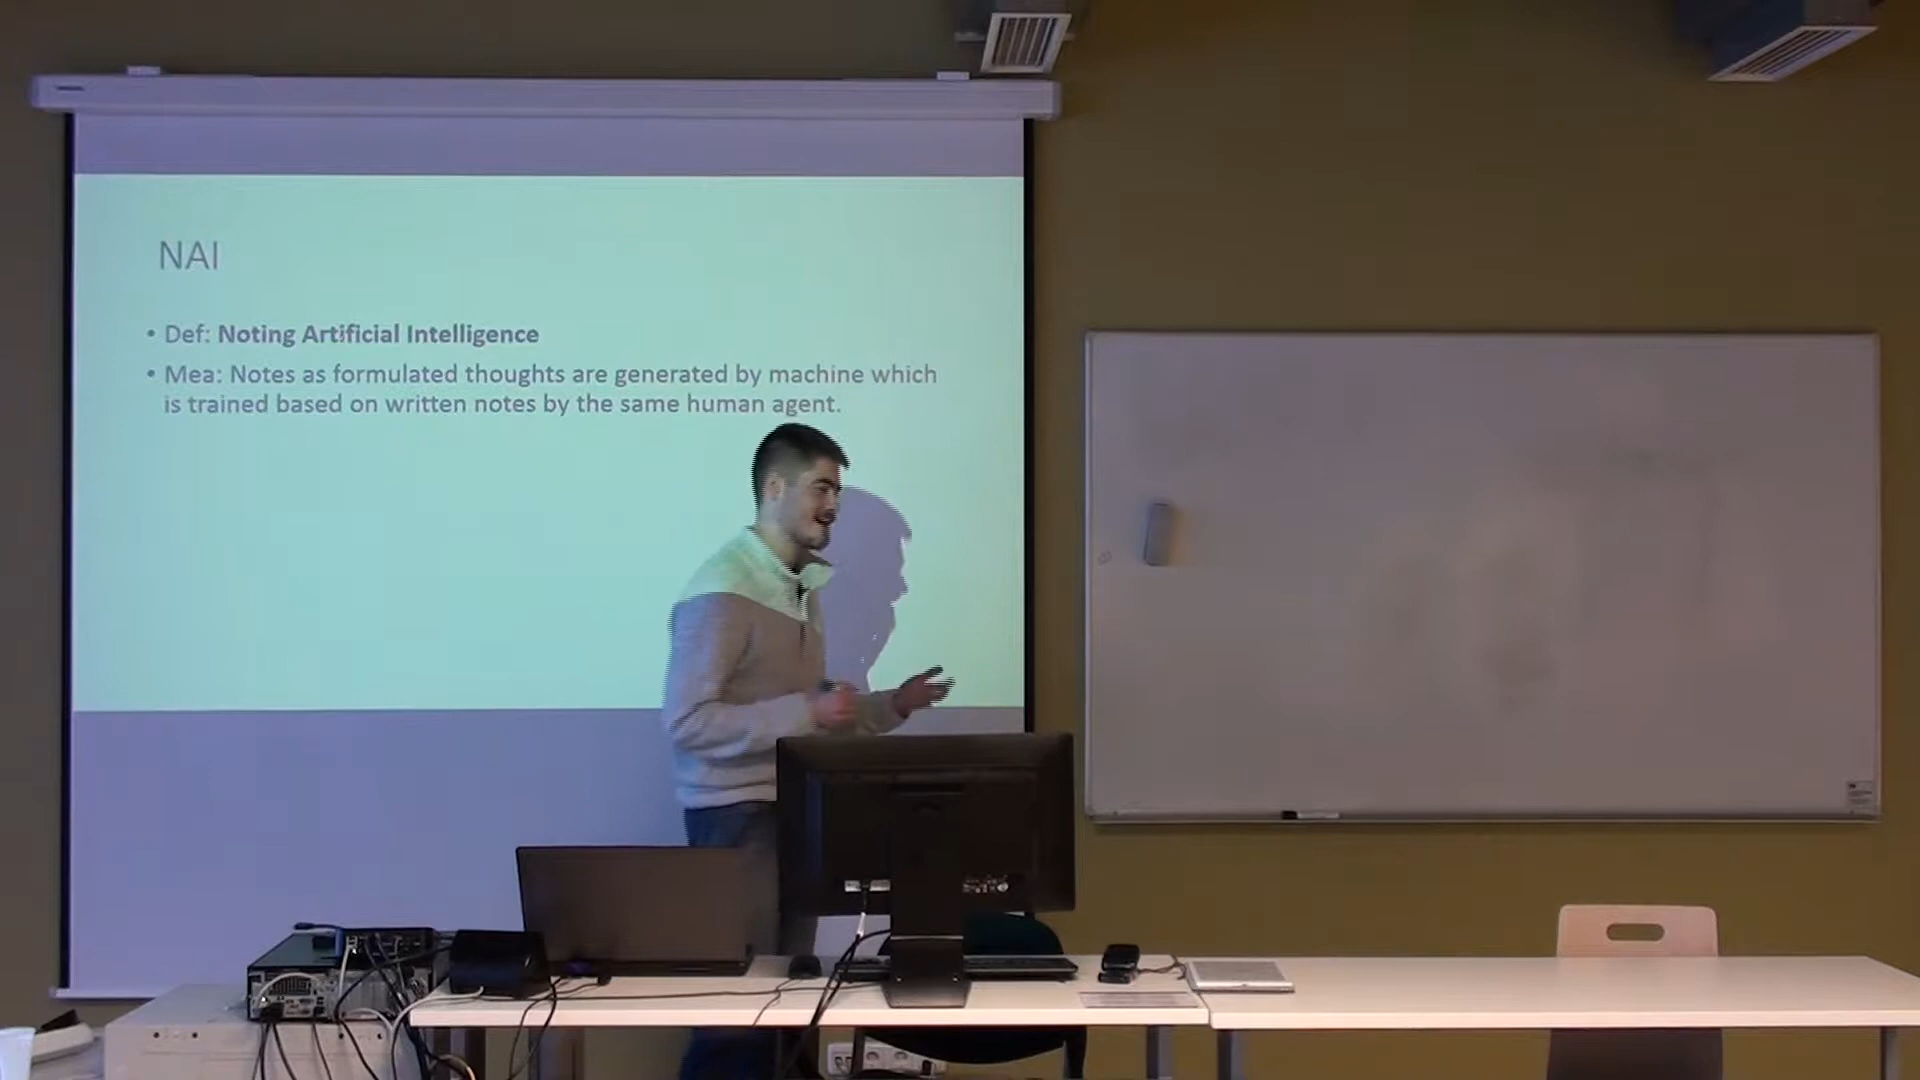 NAI
• Def: Noting Artificial Intelligence
• Mea: Notes as formulated thoughts are generated by machine which
is trained based on written notes by the same human agent.